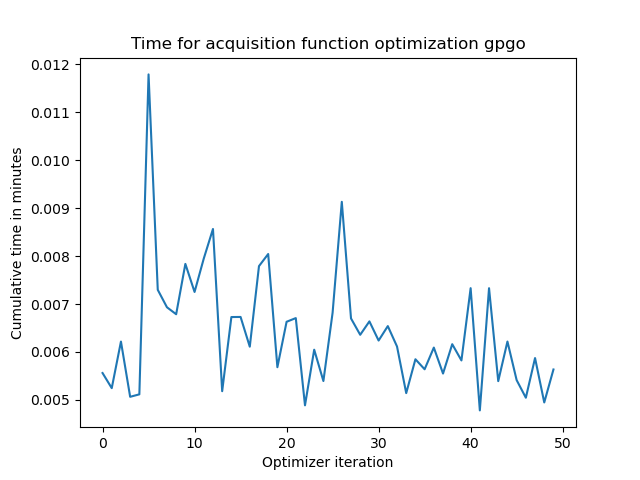 Time for acquisition function optimization gpgo
Cumulative time in minutes
0.012
0.011
0.010
0.009
0.008
0.007
0.006
0.005
0 10 20 30 40 50
Optimizer iteration